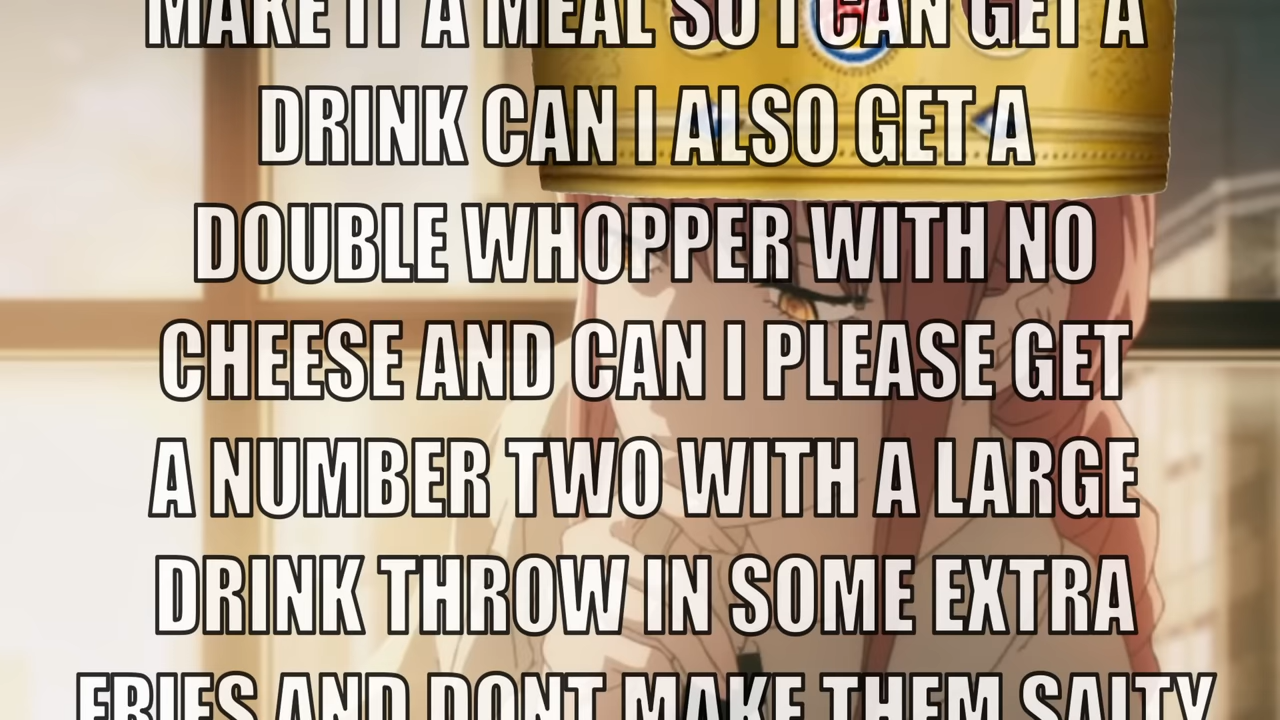 MAKE IT A MEAL SO I CAN GET A
DRINK CAN I ALSO GET A
DOUBLE WHOPPER WITH NO
CHEESE AND CAN I PLEASE GET
A NUMBER TWO WITH A LARGE
DRINK THROW IN SOME EXTRA
FRIES AND DONT MAKE THEM SALTY